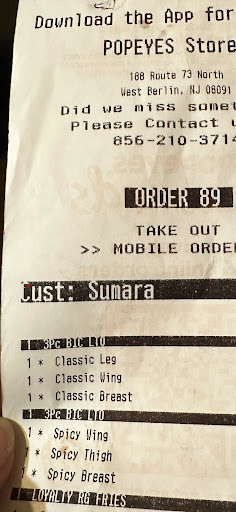 Download the App for
POPEYES Store
188 Route 73 North
West Berlin, NJ 08091
Did we miss
Please Contact
856-210-3714
ORDER 89
TAKE OUT
>> MOBILE ORDE
Cust: Sumara
1 * 3Pc BIC LTO
1 * Classic Leg
1 * Classic Wing
1 * Classic Breast
1 * 3Pc BIC LTO
1 * Spicy Wing
1 * Spicy Thigh
1 * Spicy Breast
LOYALTY RG FRIES